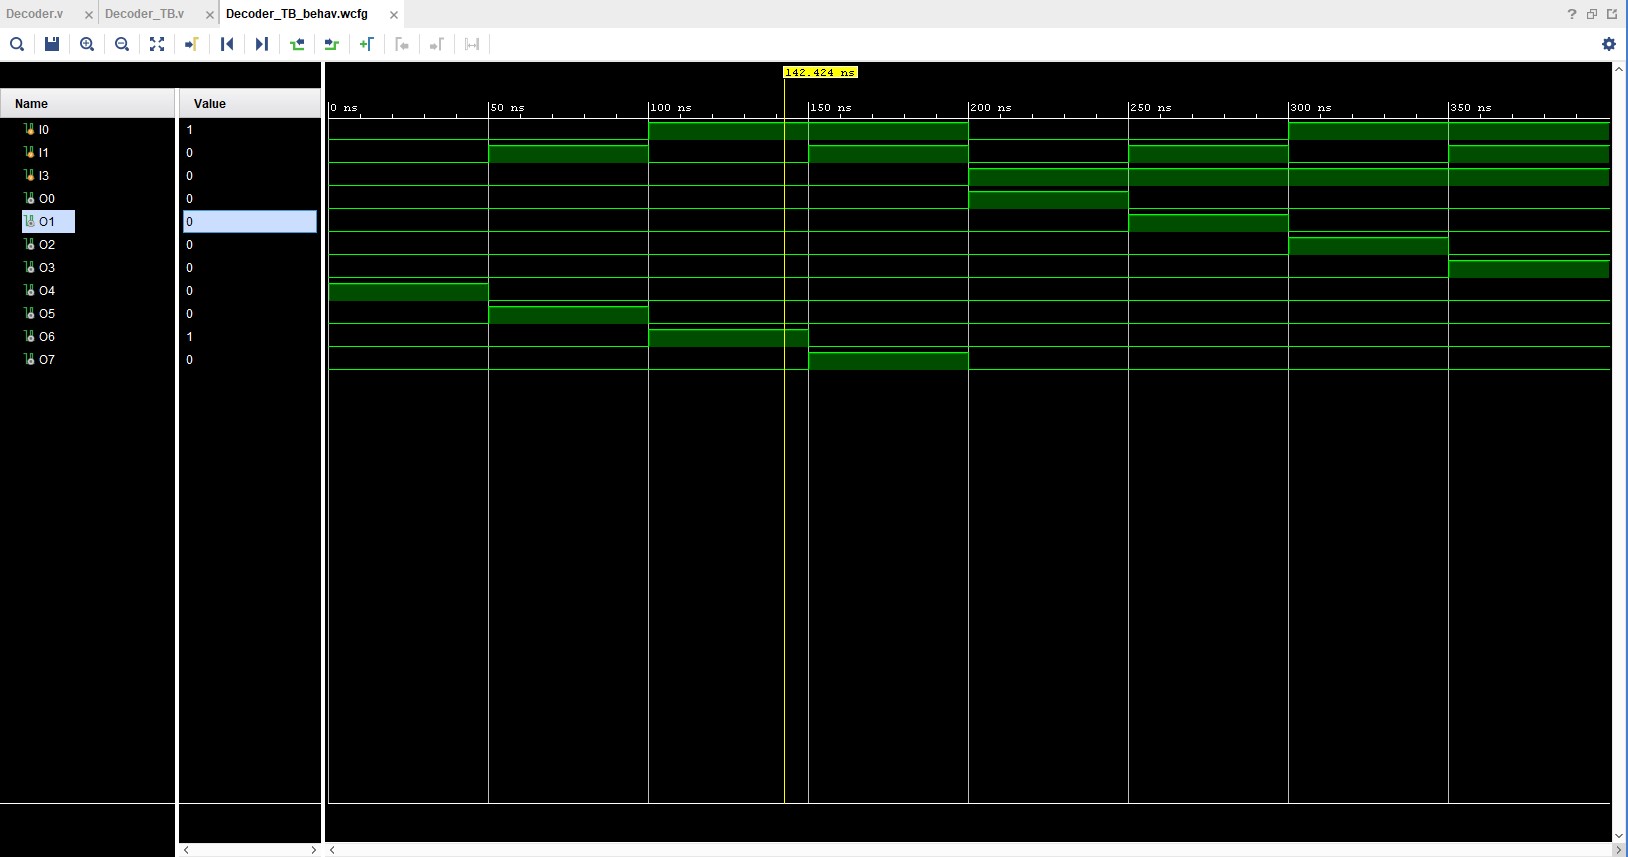 Decoder.v Decoder_TB.v Decoder_TB_behav.wcfg
142.424 ns
Name Value
0 ns 50 ns 100 ns 150 ns 200 ns 250 ns 300 ns 350 ns
I0 1
I1 0
I3 0
O0 0
O1 0
O2 0
O3 0
O4 0
O5 0
O6 1
O7 0